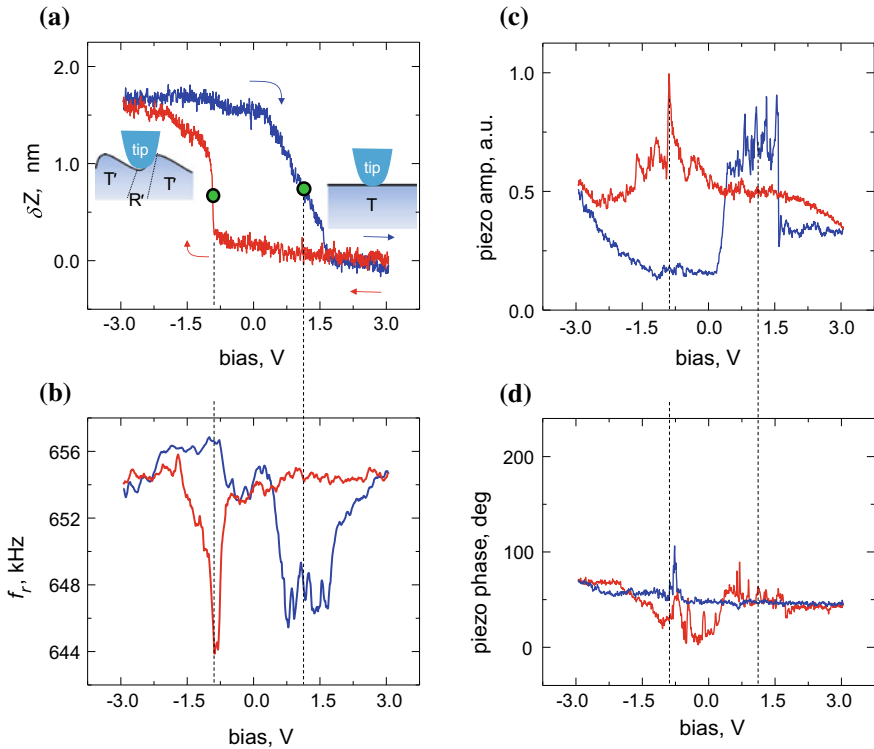 (a)
2.0
1.0
0.0
δZ, nm
-3.0 -1.5 0.0 1.5 3.0
bias, V
tip
T' R' T'
tip
T
(b)
656
652
648
644
fr, kHz
-3.0 -1.5 0.0 1.5 3.0
bias, V
(c)
1.0
0.5
0.0
piezo amp, a.u.
-3.0 -1.5 0.0 1.5 3.0
bias, V
(d)
200
100
0
piezo phase, deg
-3.0 -1.5 0.0 1.5 3.0
bias, V